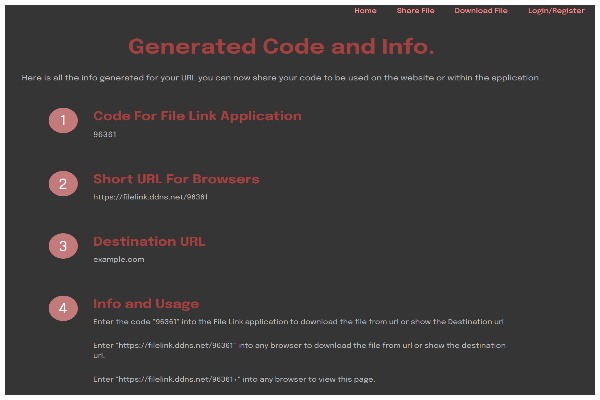 Home Share File Download File Login/Register
Generated Code and Info.
Here is all the info generated for your URL you can now share your code to be used on the website or within the application.
1 Code For File Link Application
96361
2 Short URL For Browsers
https://filelink.ddns.net/96361
3 Destination URL
example.com
4 Info and Usage
Enter the code "96361" into the File Link application to download the file from url or show the Destination url
Enter "https://filelink.ddns.net/96361" into any browser to download the file from url or show the destination
url.
Enter "https://filelink.ddns.net/96361+" into any browser to view this page.